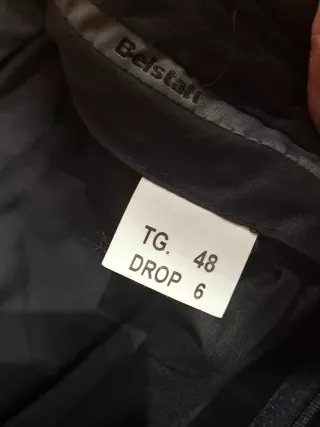 Belstaff
TG. 48
DROP 6